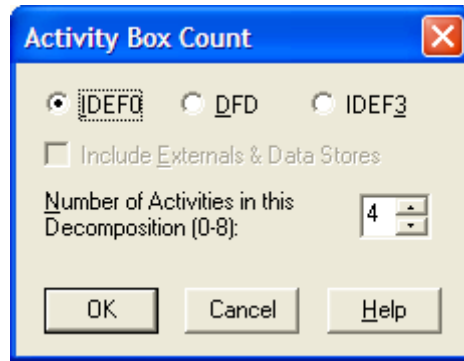 Activity Box Count
IDEF0 DFD IDEF3
Include Externals & Data Stores
Number of Activities in this
Decomposition (0-8):
4
OK Cancel Help